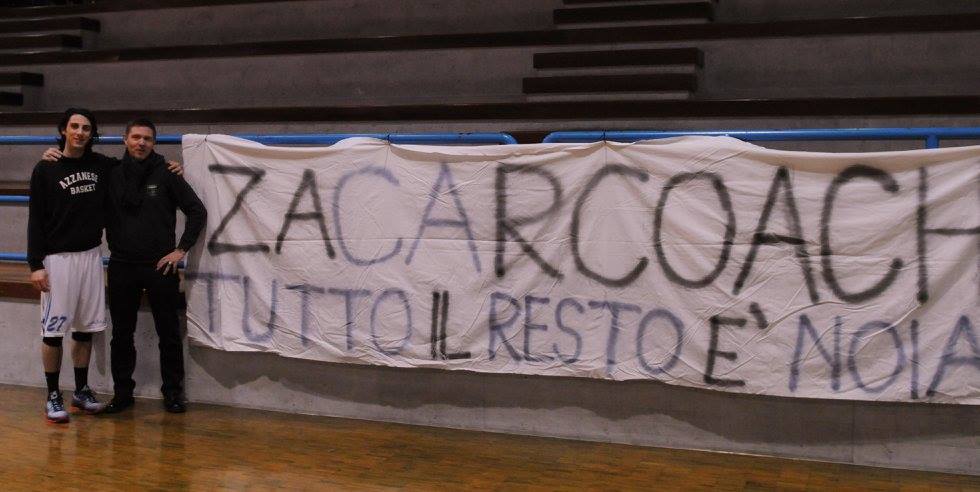 AZZANESE
BASKET
27
ZACARCOACH
TUTTO IL RESTO E' NOIA